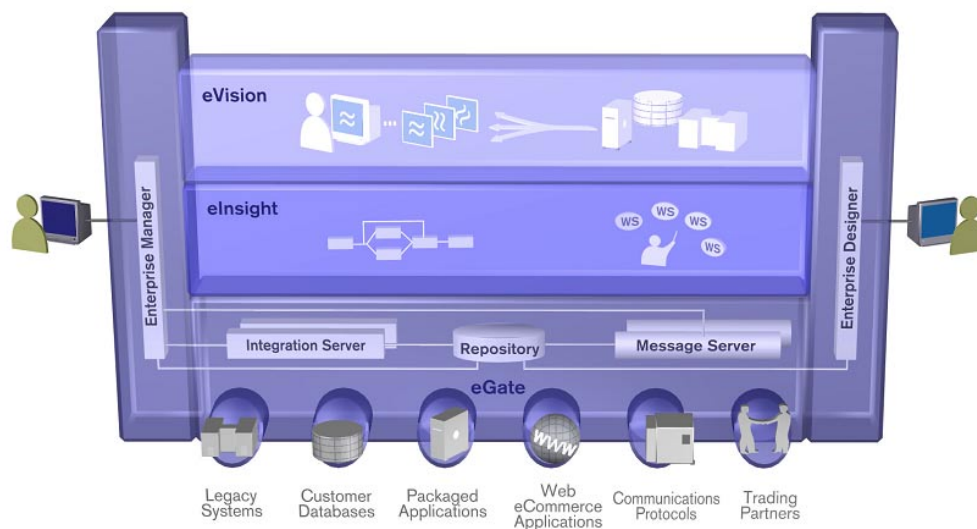 eVision
eInsight
WS
WS
WS
WS
Enterprise Manager
Enterprise Designer
Integration Server
Repository
Message Server
eGate
WWW
Legacy
Systems
Customer
Databases
Packaged
Applications
Web
eCommerce
Applications
Communications
Protocols
Trading
Partners